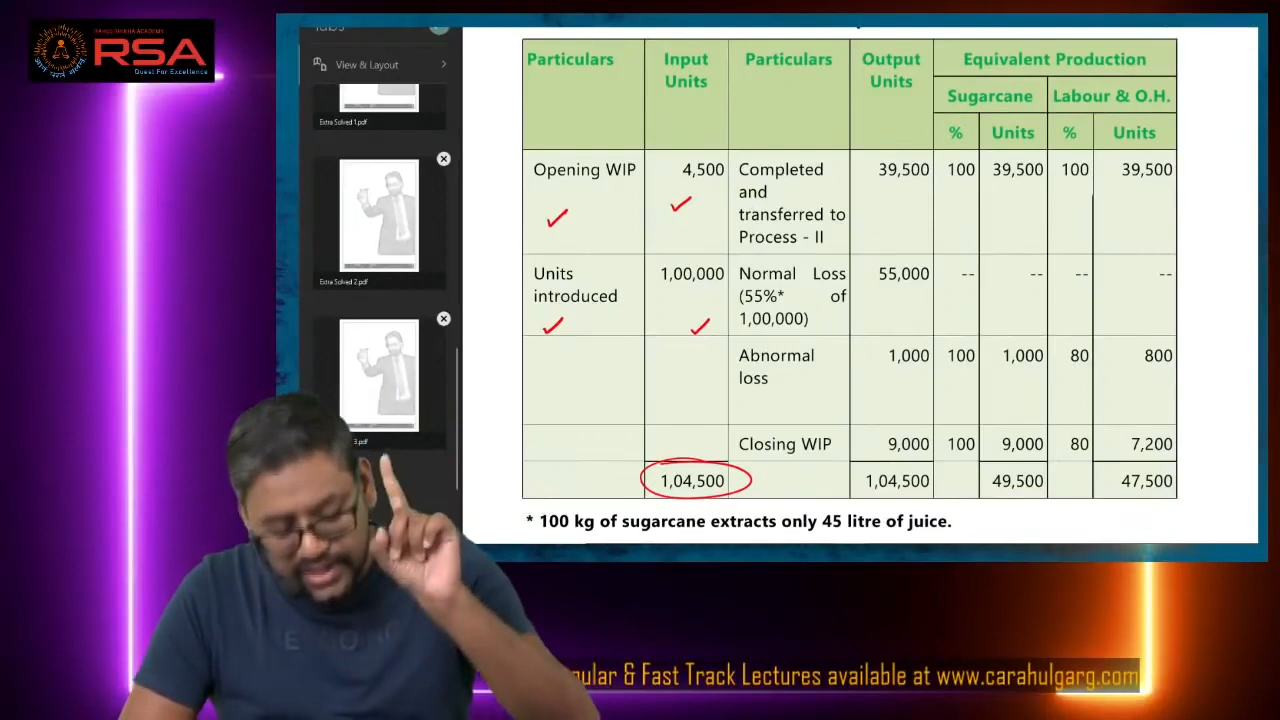 RSA
Quest For Excellence
View & Layout
Extra Solved 1.pdf
Extra Solved 2.pdf
3.pdf
Particulars Input Units Particulars Output Units Equivalent Production
Sugarcane Labour & O.H.
% Units % Units
Opening WIP 4,500 Completed 39,500 100 39,500 100 39,500
and
transferred to
Process - II
Units 1,00,000 Normal Loss 55,000 -- -- -- --
introduced (55%* of
1,00,000)
Abnormal 1,000 100 1,000 80 800
loss
Closing WIP 9,000 100 9,000 80 7,200
1,04,500 1,04,500 49,500 47,500
* 100 kg of sugarcane extracts only 45 litre of juice.
gular & Fast Track Lectures available at www.carahulgarg.com